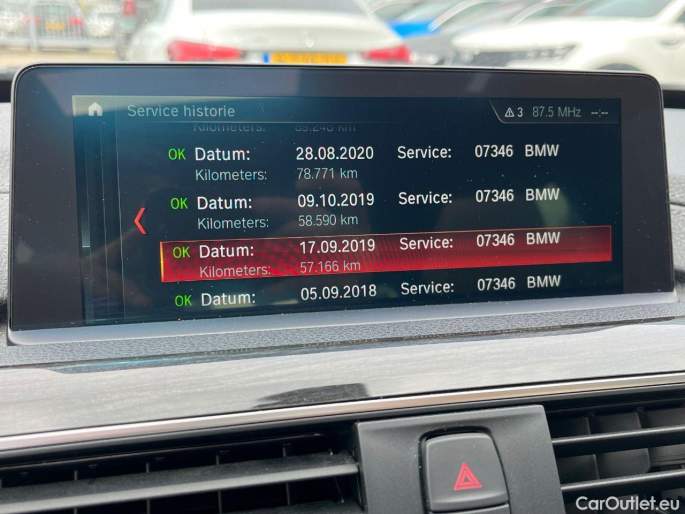 Service historie 3 87.5 MHz --:--
Kilometers: km
OK Datum: 28.08.2020 Service: 07346 BMW
Kilometers: 78.771 km
OK Datum: 09.10.2019 Service: 07346 BMW
Kilometers: 58.590 km
OK Datum: 17.09.2019 Service: 07346 BMW
Kilometers: 57.166 km
OK Datum: 05.09.2018 Service: 07346 BMW
CarOutlet.eu